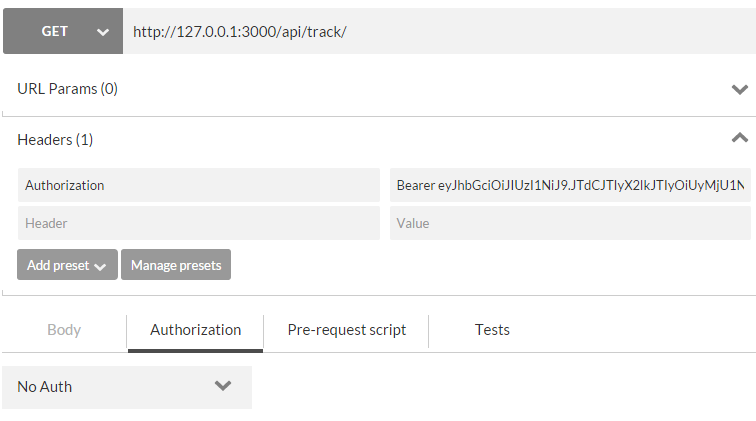 GET http://127.0.0.1:3000/api/track/
URL Params (0)
Headers (1)
Authorization Bearer eyJhbGciOiJIUzI1NiJ9.JTdCJTIyX2lkJTIyOiUyMjU1N
Header Value
Add preset Manage presets
Body Authorization Pre-request script Tests
No Auth